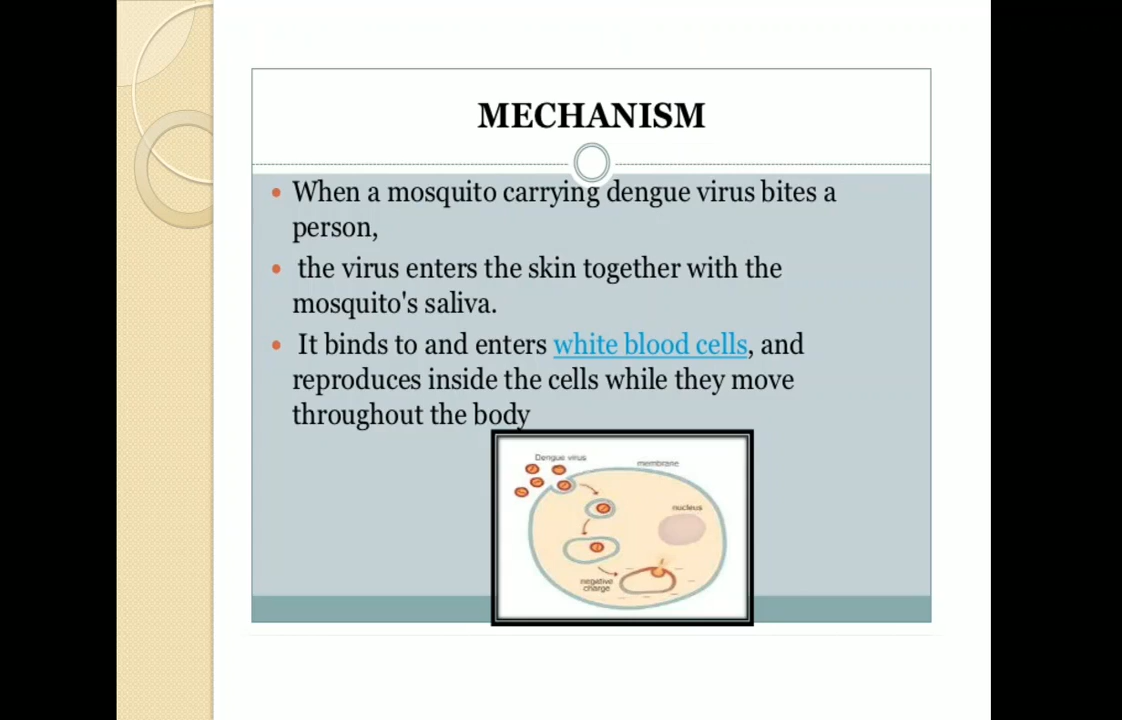 MECHANISM
When a mosquito carrying dengue virus bites a
person,
the virus enters the skin together with the
mosquito's saliva.
It binds to and enters white blood cells, and
reproduces inside the cells while they move
throughout the body
Dengue virus
membrane
nucleus
negative
charge